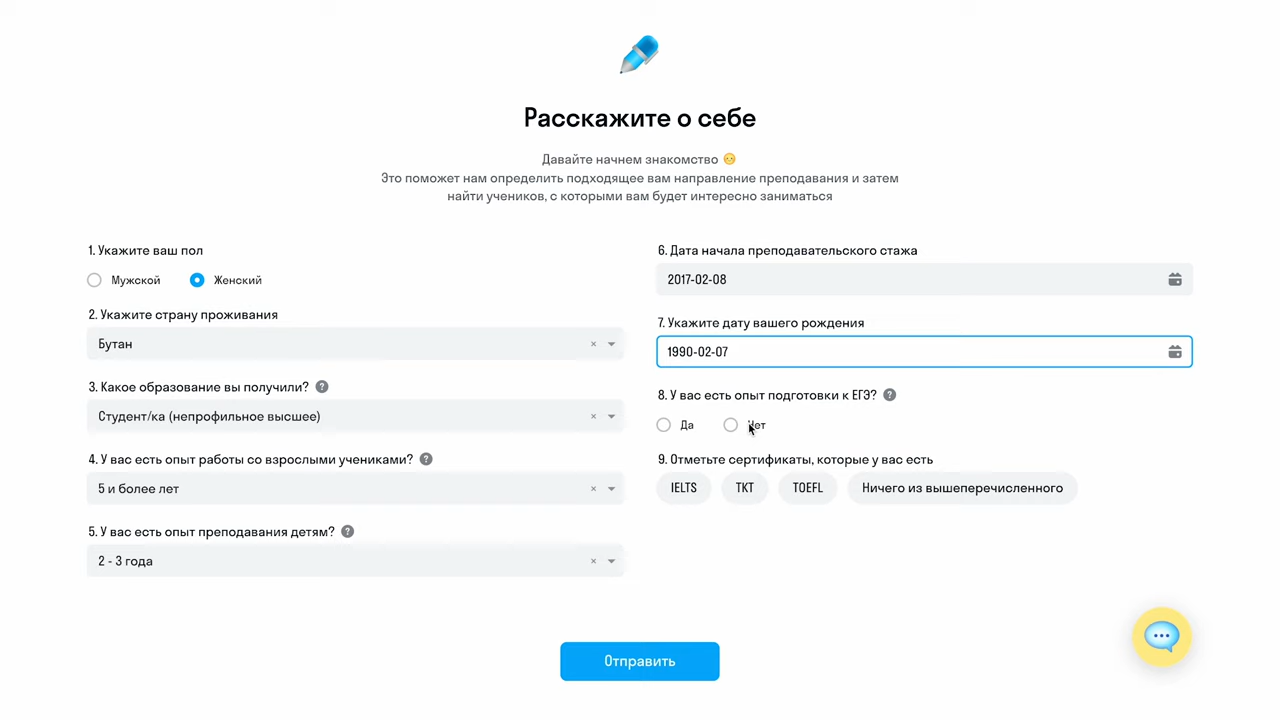 Расскажите о себе
Давайте начнем знакомство
Это поможет нам определить подходящее вам направление преподавания и затем
найти учеников, с которыми вам будет интересно заниматься
1. Укажите ваш пол
Мужской
Женский
2. Укажите страну проживания
Бутан
3. Какое образование вы получили?
Студент/ка (непрофильное высшее)
4. У вас есть опыт работы со взрослыми учениками?
5 и более лет
5. У вас есть опыт преподавания детям?
2 - 3 года
6. Дата начала преподавательского стажа
2017-02-08
7. Укажите дату вашего рождения
1990-02-07
8. У вас есть опыт подготовки к ЕГЭ?
Да
Нет
9. Отметьте сертификаты, которые у вас есть
IELTS
TKT
TOEFL
Ничего из вышеперечисленного
Отправить